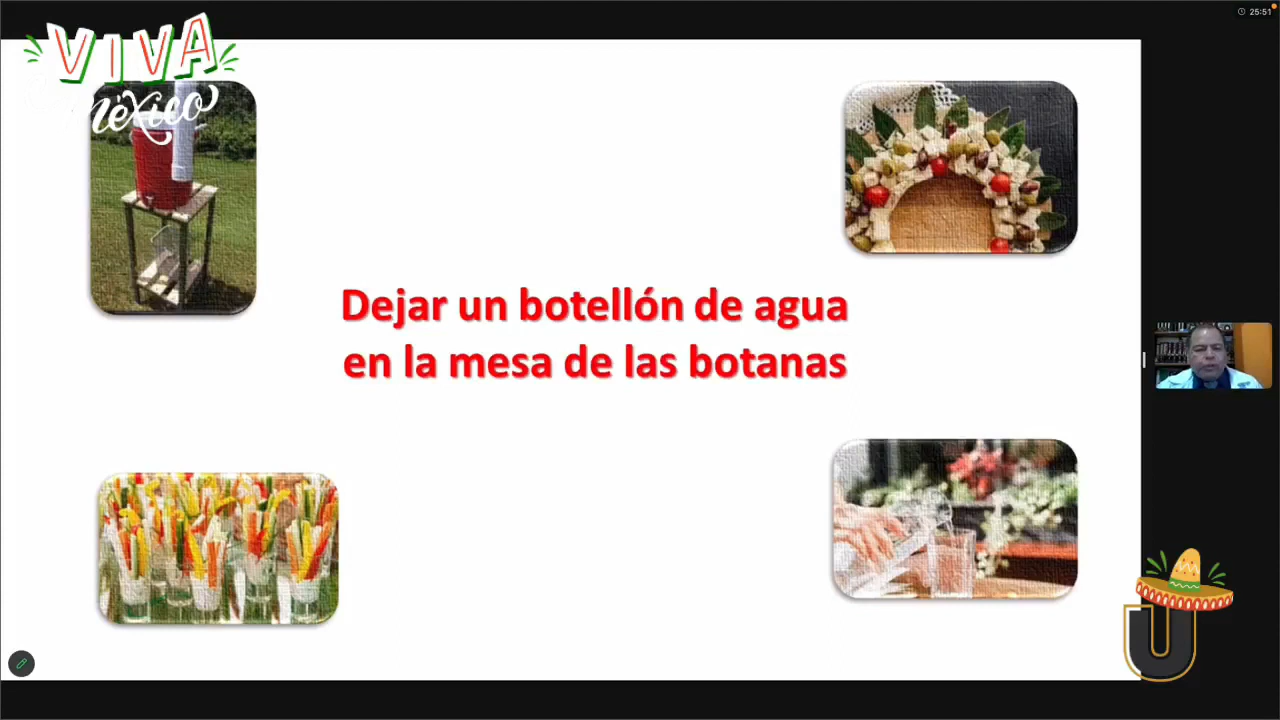 25:51
VIVA
México
Dejar un botellón de agua
en la mesa de las botanas
U